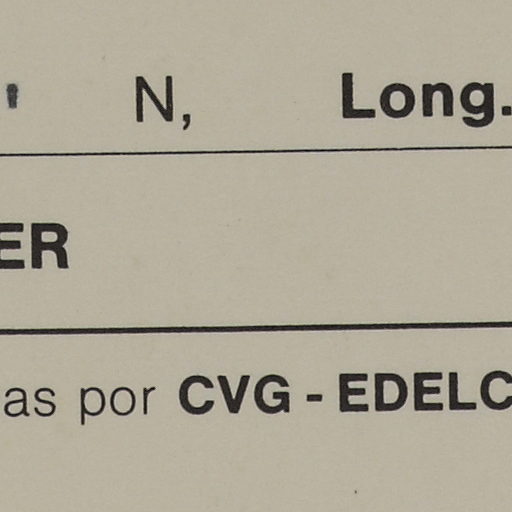 ' N, Long.
ER
as por CVG - EDELC